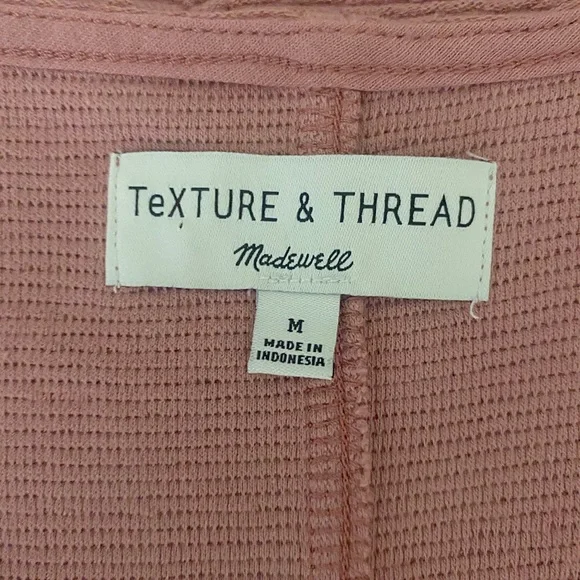 TeXTURE & THREAD
Madewell
M
MADE IN
INDONESIA